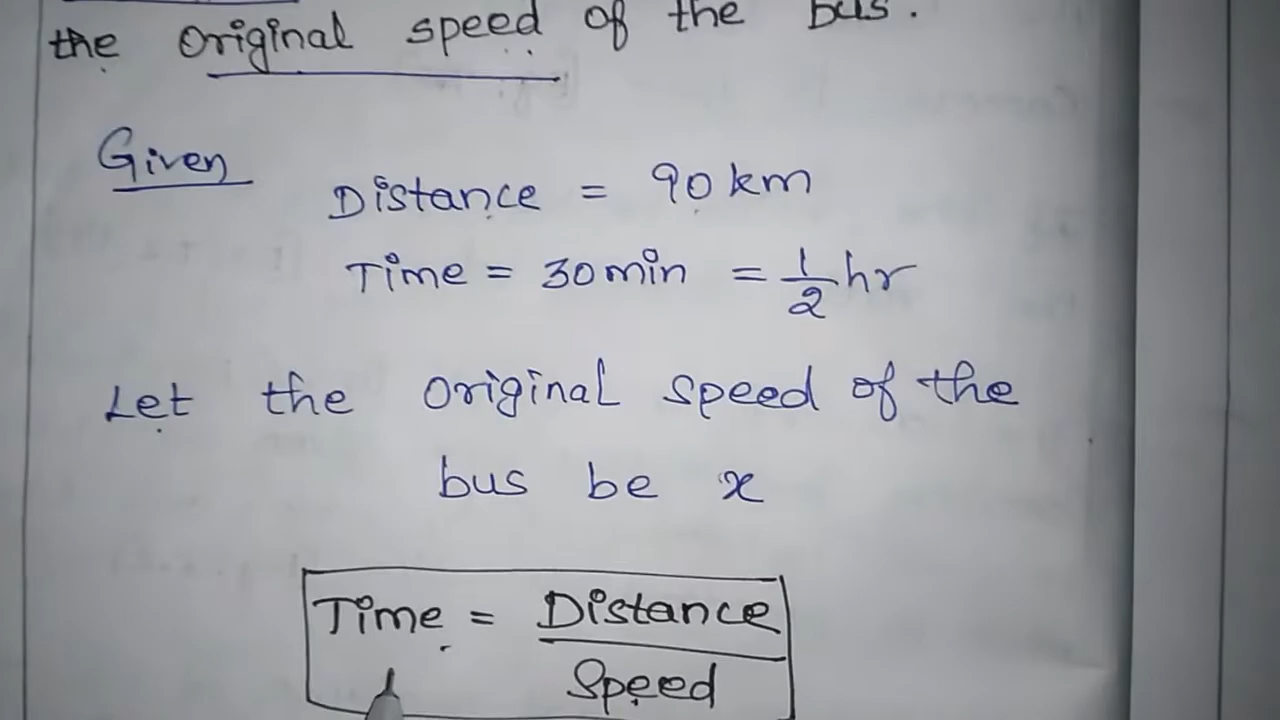 the original speed of the bus.
Given
Distance = 90 km
Time = 30 min = 1/2 hr
Let the original speed of the
bus be x
Time = Distance
Speed